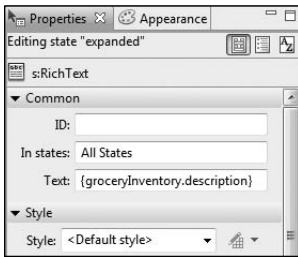 Properties Appearance
Editing state "expanded"
abc s:RichText
Common
ID:
In states: All States
Text: {groceryInventory.description}
Style
Style: <Default style>